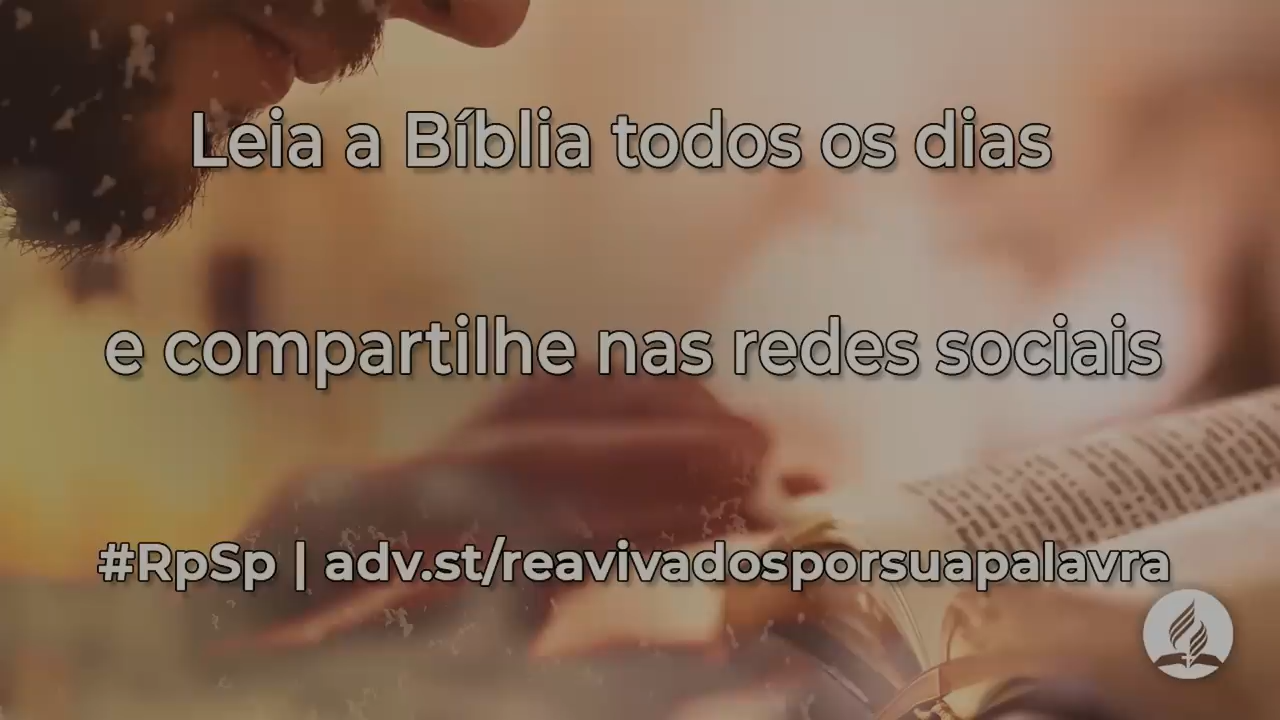 Leia a Bíblia todos os dias
e compartilhe nas redes sociais
#RpSp | adv.st/reavivadosporsuapalavra